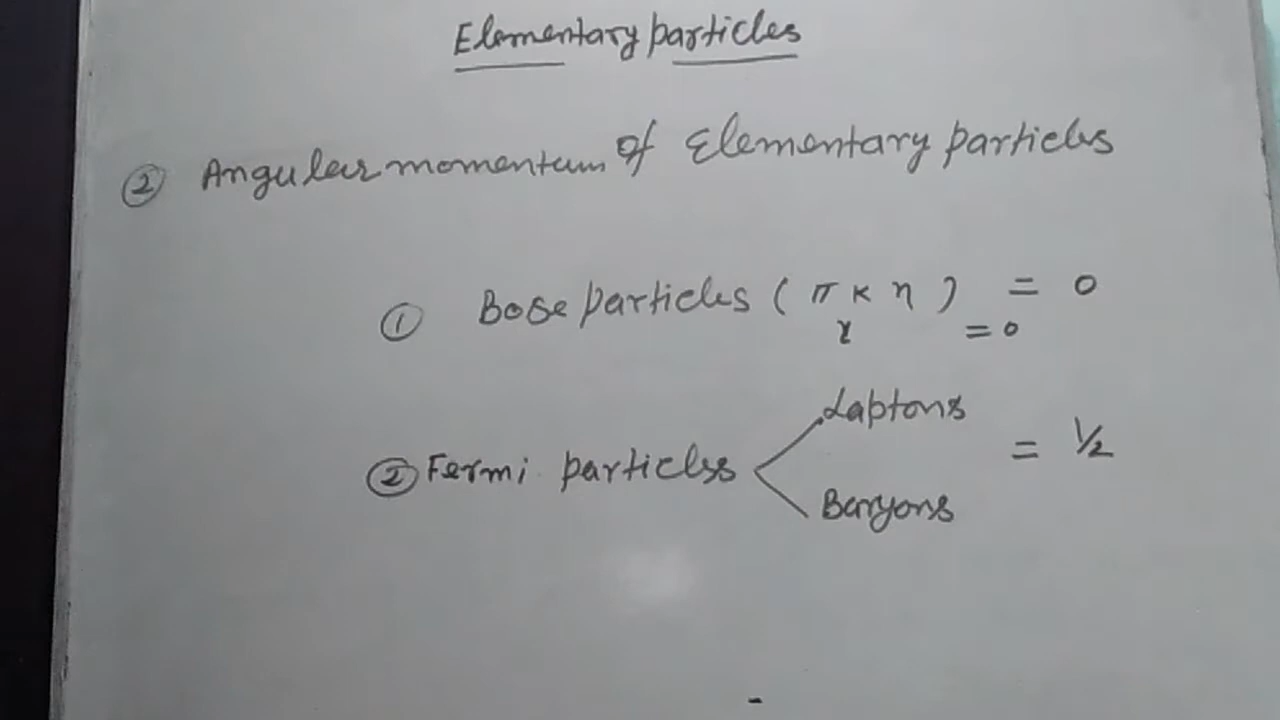 Elementary particles
② Angular momentum of Elementary particles
① Bose particles ( π K η ) = 0
γ = 0
Laptons
② Fermi particles = 1/2
Baryons